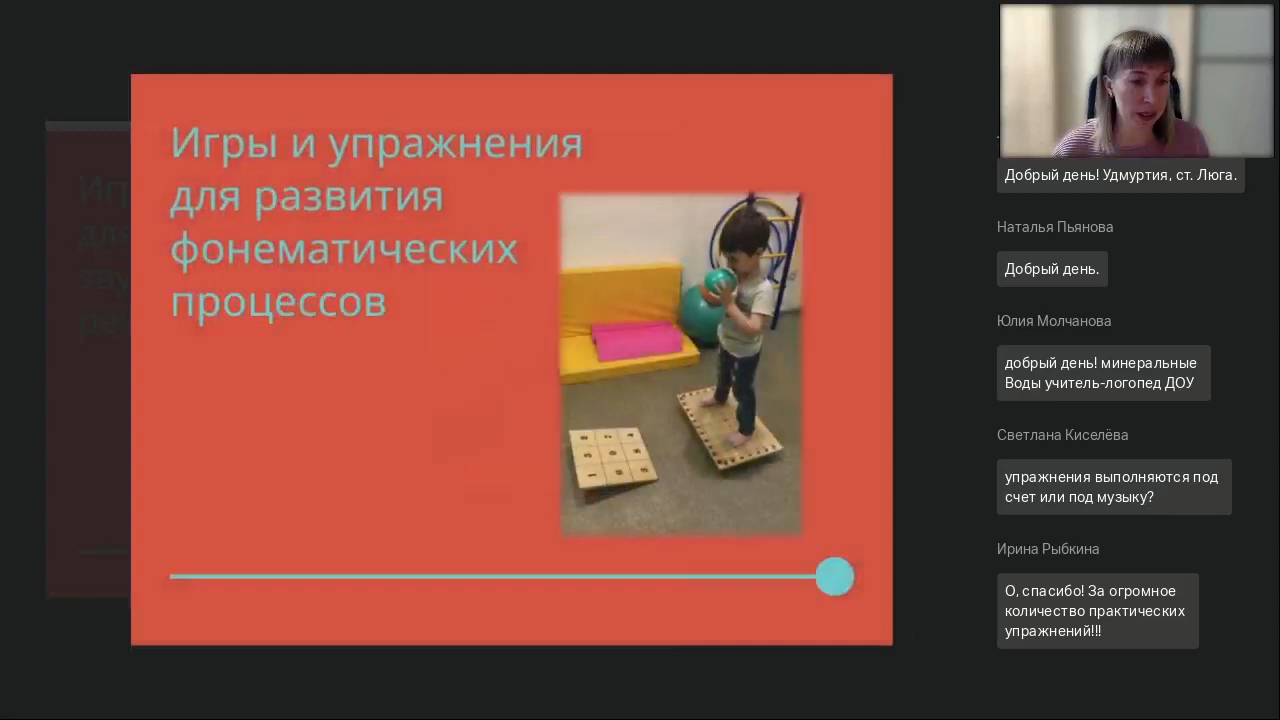 Игры и упражнения
для развития
фонематических
процессов
Добрый день! Удмуртия, ст. Люга.
Наталья Пьянова
Добрый день.
Юлия Молчанова
добрый день! минеральные
Воды учитель-логопед ДОУ
Светлана Киселёва
упражнения выполняются под
счет или под музыку?
Ирина Рыбкина
О, спасибо! За огромное
количество практических
упражнений!!!